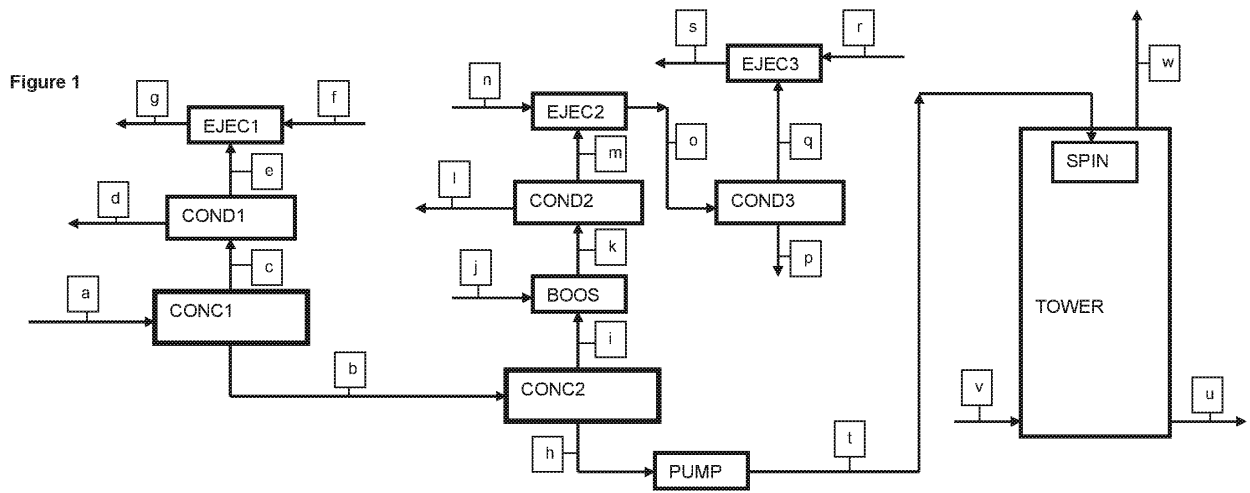 Figure 1
g
f
EJEC1
e
d
COND1
c
a
CONC1
b
s
r
EJEC3
n
EJEC2
m
o
q
l
COND2
COND3
k
p
j
BOOS
i
CONC2
h
PUMP
t
w
SPIN
TOWER
v
u